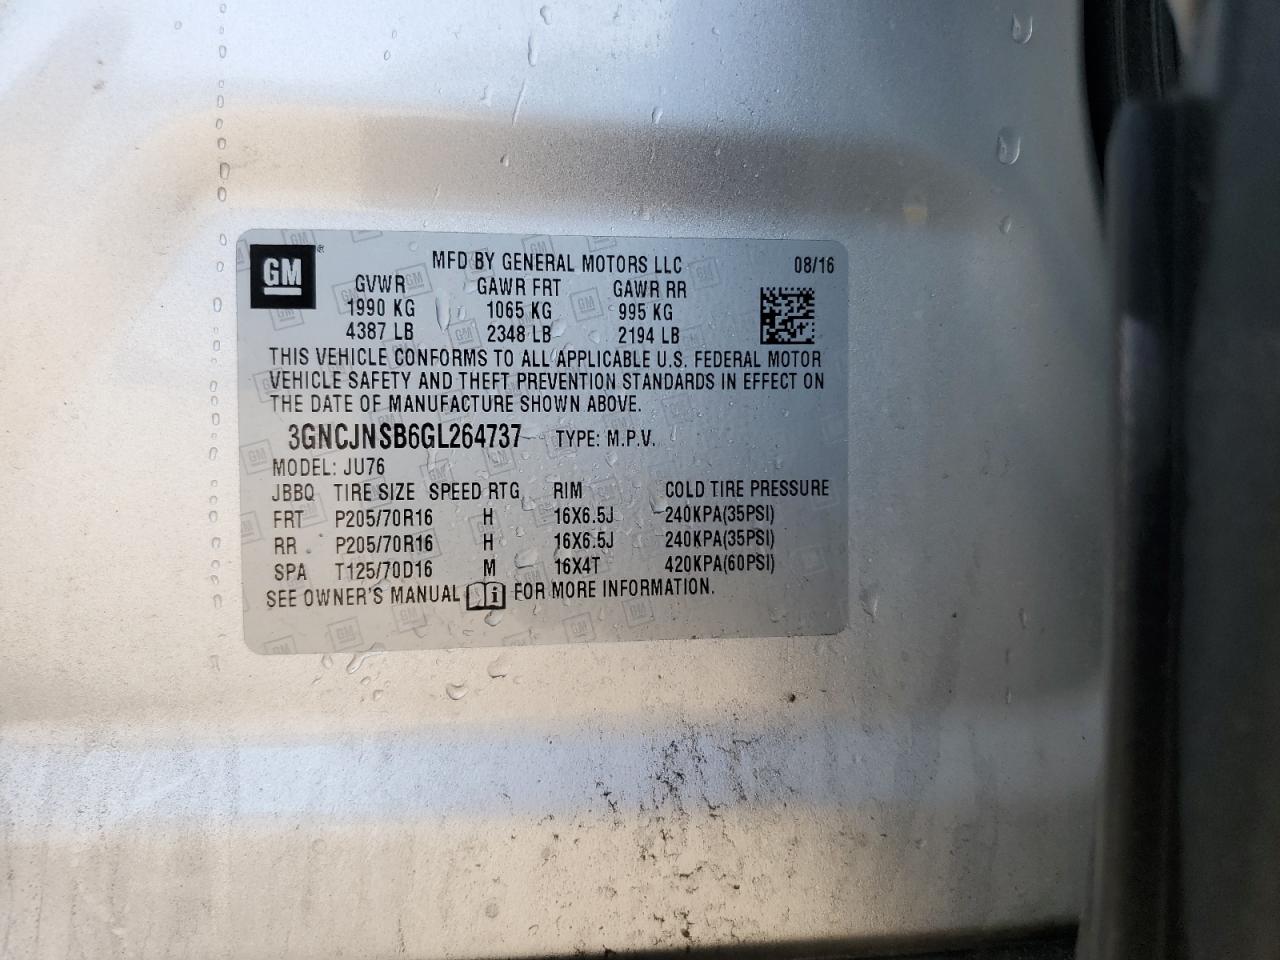 GM ® MFD BY GENERAL MOTORS LLC 08/16
GVWR GAWR FRT GAWR RR
1990 KG 1065 KG 995 KG
4387 LB 2348 LB 2194 LB
THIS VEHICLE CONFORMS TO ALL APPLICABLE U.S. FEDERAL MOTOR
VEHICLE SAFETY AND THEFT PREVENTION STANDARDS IN EFFECT ON
THE DATE OF MANUFACTURE SHOWN ABOVE.
3GNCJNSB6GL264737 TYPE: M.P.V.
MODEL: JU76
JBBQ TIRE SIZE SPEED RTG RIM COLD TIRE PRESSURE
FRT P205/70R16 H 16X6.5J 240KPA(35PSI)
RR P205/70R16 H 16X6.5J 240KPA(35PSI)
SPA T125/70D16 M 16X4T 420KPA(60PSI)
SEE OWNER'S MANUAL i FOR MORE INFORMATION.